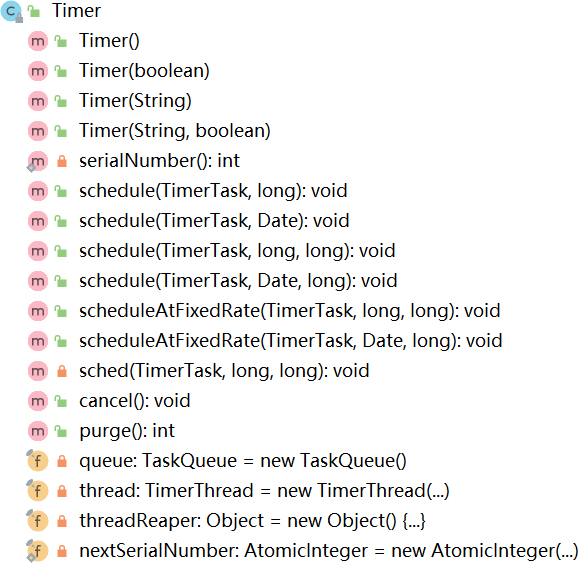 Timer
Timer()
Timer(boolean)
Timer(String)
Timer(String, boolean)
serialNumber(): int
schedule(TimerTask, long): void
schedule(TimerTask, Date): void
schedule(TimerTask, long, long): void
schedule(TimerTask, Date, long): void
scheduleAtFixedRate(TimerTask, long, long): void
scheduleAtFixedRate(TimerTask, Date, long): void
sched(TimerTask, long, long): void
cancel(): void
purge(): int
queue: TaskQueue = new TaskQueue()
thread: TimerThread = new TimerThread(...)
threadReaper: Object = new Object() {...}
nextSerialNumber: AtomicInteger = new AtomicInteger(...)